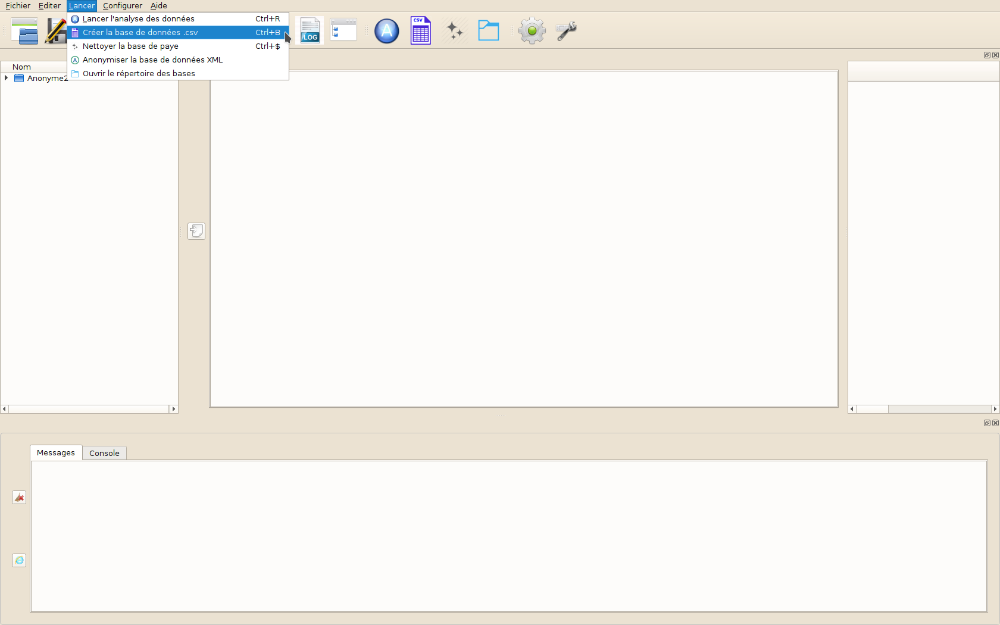 Fichier Editer Lancer Configurer Aide
Lancer l'analyse des données Ctrl+R
Créer la base de données .csv Ctrl+B
Nettoyer la base de paye Ctrl+$
Anonymiser la base de données XML
Ouvrir le répertoire des bases
LOG
A
CSV
Nom
Anonyme2
Messages Console